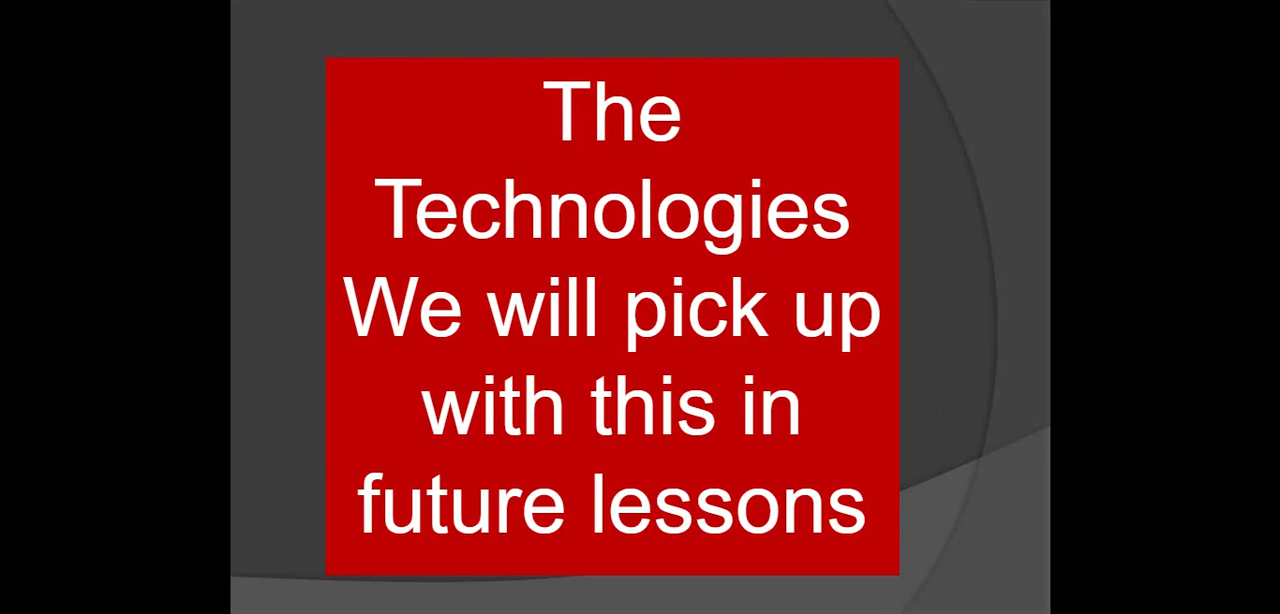 The
Technologies
We will pick up
with this in
future lessons